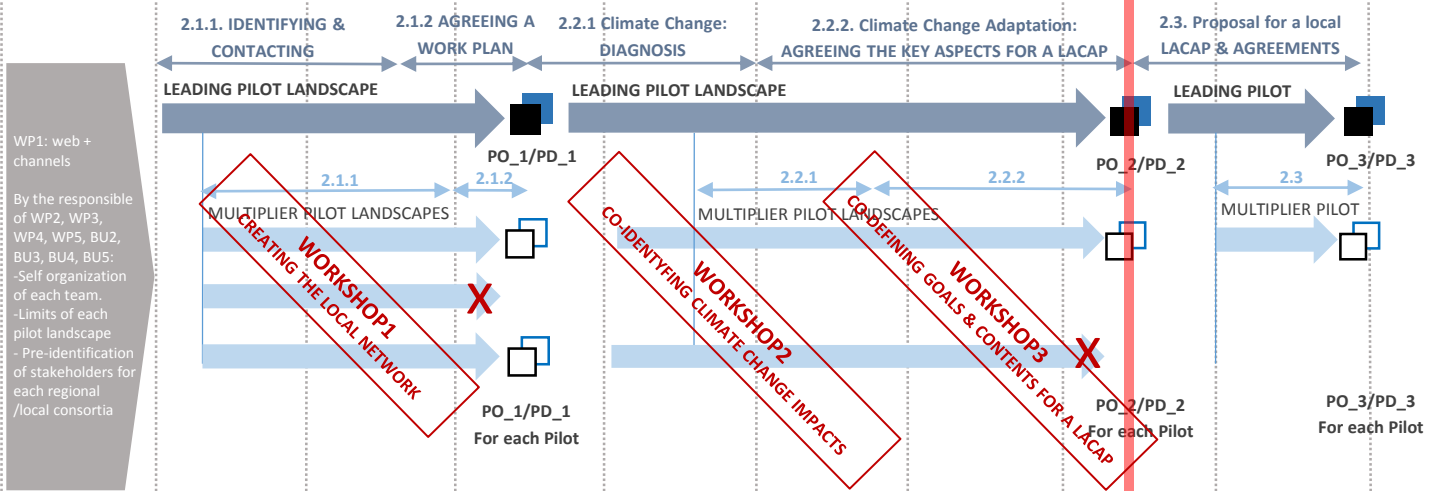 2.1.1. IDENTIFYING &
CONTACTING
2.1.2 AGREEING A
WORK PLAN
2.2.1 Climate Change:
DIAGNOSIS
2.2.2. Climate Change Adaptation:
AGREEING THE KEY ASPECTS FOR A LACAP
2.3. Proposal for a local
LACAP & AGREEMENTS
WP1: web +
channels
By the responsible
of WP2, WP3,
WP4, WP5, BU2,
BU3, BU4, BU5:
-Self organization
of each team.
-Limits of each
pilot landscape
- Pre-identification
of stakeholders for
each regional
/local consortia
LEADING PILOT LANDSCAPE
LEADING PILOT LANDSCAPE
LEADING PILOT
PO_1/PD_1
PO_2/PD_2
PO_3/PD_3
2.1.1
2.1.2
2.2.1
2.2.2
2.3
MULTIPLIER PILOT LANDSCAPES
MULTIPLIER PILOT LANDSCAPES
MULTIPLIER PILOT
WORKSHOP1
CREATING THE LOCAL NETWORK
WORKSHOP2
CO-IDENTYFING CLIMATE CHANGE IMPACTS
WORKSHOP3
CO-DEFINING GOALS & CONTENTS FOR A LACAP
X
X
PO_1/PD_1
For each Pilot
PO_2/PD_2
For each Pilot
PO_3/PD_3
For each Pilot